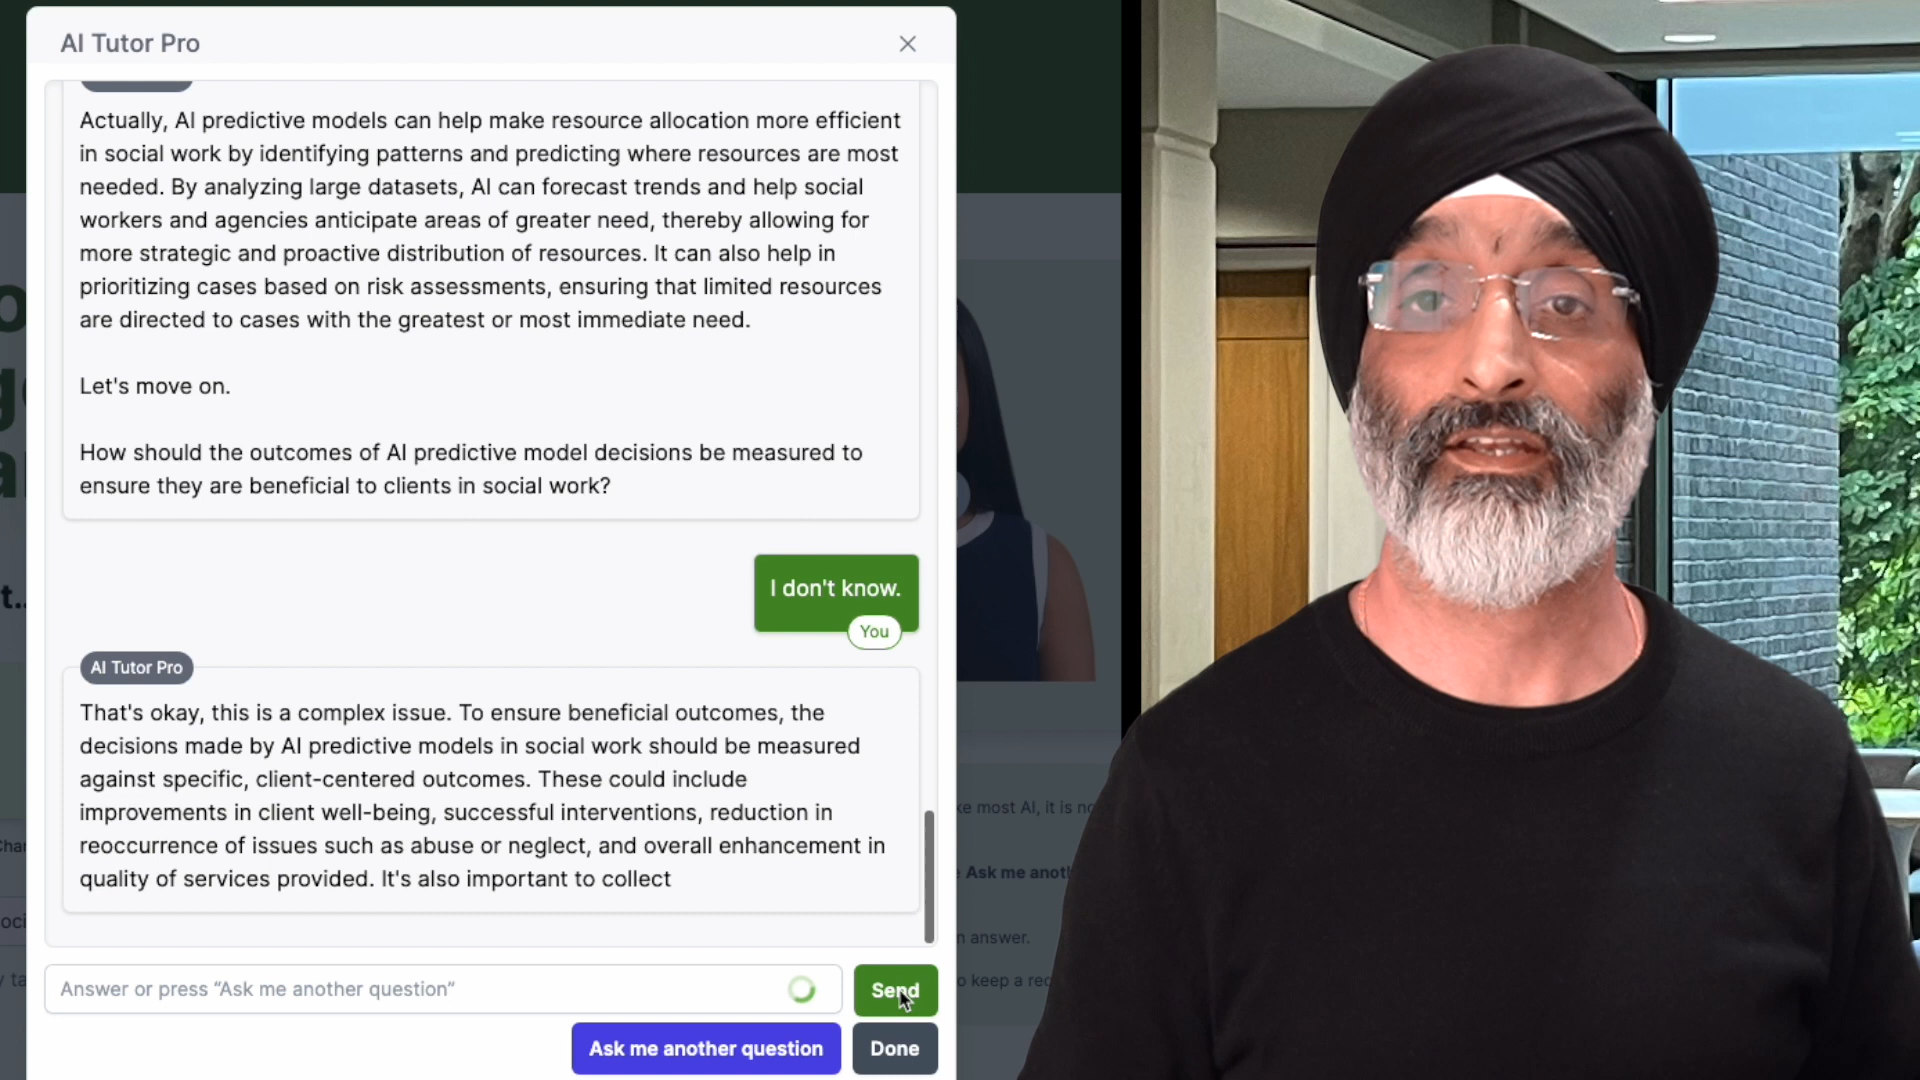 AI Tutor Pro
Actually, AI predictive models can help make resource allocation more efficient
in social work by identifying patterns and predicting where resources are most
needed. By analyzing large datasets, AI can forecast trends and help social
workers and agencies anticipate areas of greater need, thereby allowing for
more strategic and proactive distribution of resources. It can also help in
prioritizing cases based on risk assessments, ensuring that limited resources
are directed to cases with the greatest or most immediate need.
Let's move on.
How should the outcomes of AI predictive model decisions be measured to
ensure they are beneficial to clients in social work?
I don't know.
You
AI Tutor Pro
That's okay, this is a complex issue. To ensure beneficial outcomes, the
decisions made by AI predictive models in social work should be measured
against specific, client-centered outcomes. These could include
improvements in client well-being, successful interventions, reduction in
reoccurrence of issues such as abuse or neglect, and overall enhancement in
quality of services provided. It's also important to collect
Answer or press “Ask me another question”
Send
Ask me another question
Done
most AI, it is
Ask me
answer.
keep a